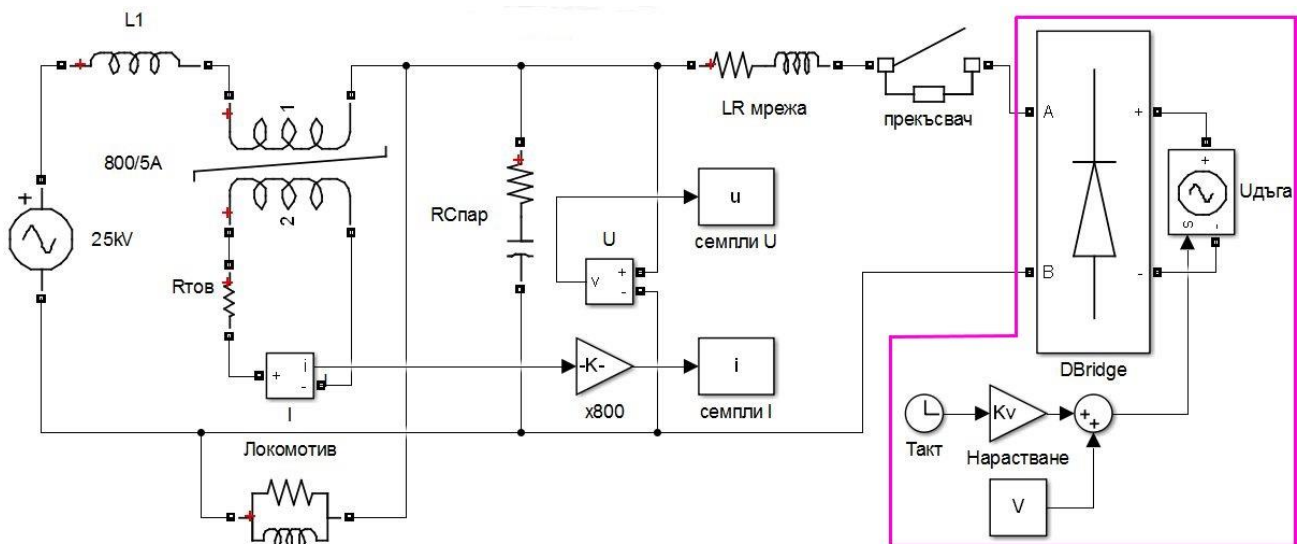 L1
1
800/5A
2
25kV
Rтов
+
i
-
I
Локомотив
RCпар
U
v
+
-
u
семпли U
-K-
x800
i
семпли I
LR мрежа
прекъсвач
A
B
+
-
DBridge
+
s
-
Uдъга
Такт
Kv
Нарастване
V